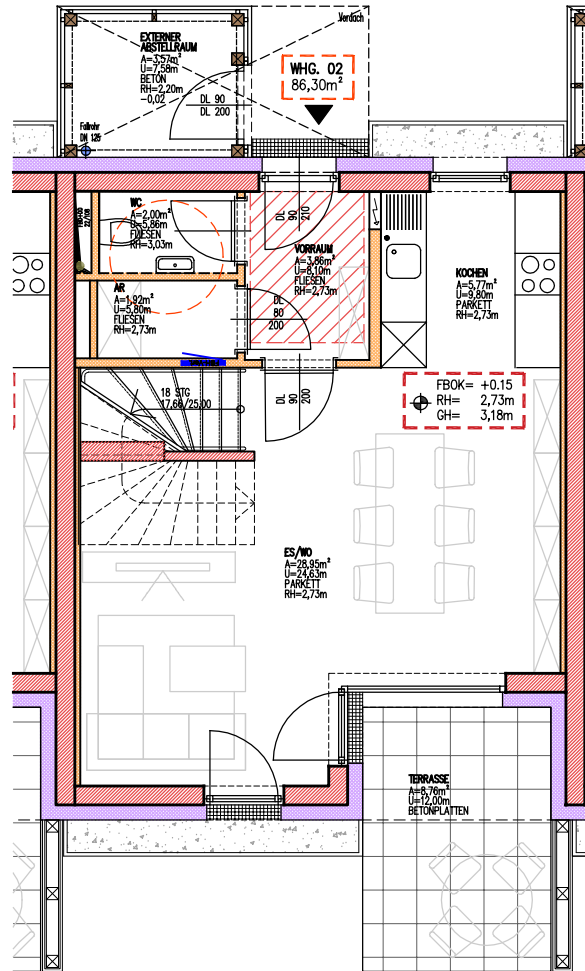 EXTERNER
ABSTELLRAUM
A=3,57m²
U=7,58m
BETON
RH=2,20m
-0,02
Vordach
WHG. 02
86,30m²
DL 90
DL 200
Fallrohr
DN 125
WC
A=2,00m²
U=5,86m
FLIESEN
RH=3,03m
DL
90
210
VORRAUM
A=3,86m²
U=8,10m
FLIESEN
RH=2,73m
KOCHEN
A=5,77m²
U=9,80m
PARKETT
RH=2,73m
AR
A=1,92m²
U=5,80m
FLIESEN
RH=2,73m
DL
80
200
18 STG
17,66/25,00
DL
90
200
FBOK= +0.15
RH= 2,73m
GH= 3,18m
ES/WO
A=28,95m²
U=24,63m
PARKETT
RH=2,73m
TERRASSE
A=8,76m²
U=12,00m
BETONPLATTEN